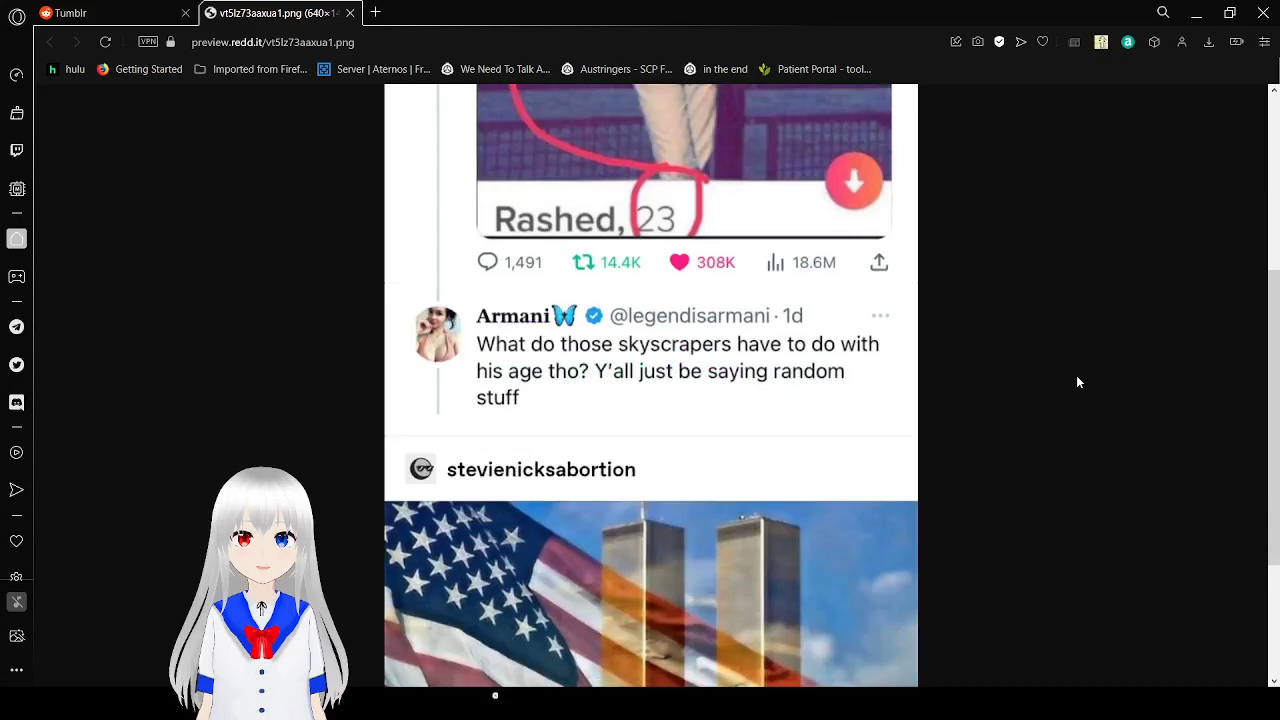 Tumblr
vt5lz73aaxua1.png (640×14
VPN
preview.redd.it/vt5lz73aaxua1.png
hulu
Getting Started
Imported from Firef...
Server | Aternos | Fr...
We Need To Talk A...
Austringers - SCP F...
in the end
Patient Portal - tool...
Rashed, 23
1,491 14.4K 308K 18.6M
Armani🦋 @legendisarmani · 1d
What do those skyscrapers have to do with
his age tho? Y'all just be saying random
stuff
stevienicksabortion